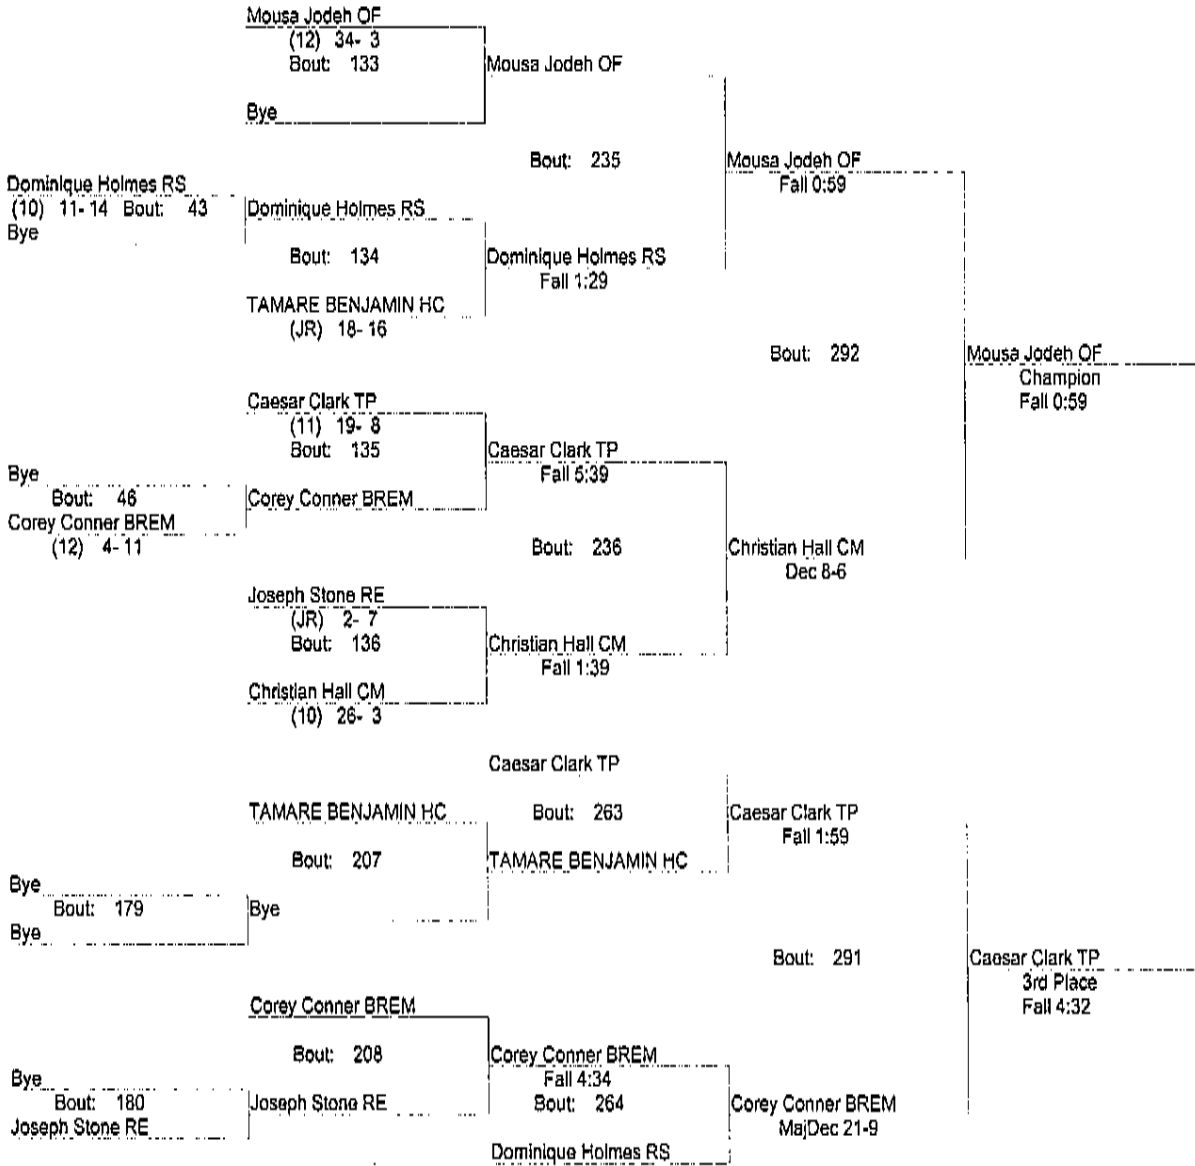 Mousa Jodeh OF
(12) 34- 3
Bout: 133
Mousa Jodeh OF
Bye
Bout: 235
Mousa Jodeh OF
Fall 0:59
Dominique Holmes RS
(10) 11- 14 Bout: 43
Bye
Dominique Holmes RS
Bout: 134
Dominique Holmes RS
Fall 1:29
TAMARE BENJAMIN HC
(JR) 18- 16
Bout: 292
Mousa Jodeh OF
Champion
Fall 0:59
Caesar Clark TP
(11) 19- 8
Bout: 135
Caesar Clark TP
Fall 5:39
Bye
Bout: 46
Corey Conner BREM
Corey Conner BREM
(12) 4- 11
Bout: 236
Christian Hall CM
Dec 8-6
Joseph Stone RE
(JR) 2- 7
Bout: 136
Christian Hall CM
Fall 1:39
Christian Hall CM
(10) 26- 3
Caesar Clark TP
TAMARE BENJAMIN HC
Bout: 263
Caesar Clark TP
Fall 1:59
Bout: 207
TAMARE BENJAMIN HC
Bye
Bout: 179
Bye
Bye
Bout: 291
Caesar Clark TP
3rd Place
Fall 4:32
Corey Conner BREM
Bout: 208
Corey Conner BREM
Fall 4:34
Bye
Bout: 180
Joseph Stone RE
Joseph Stone RE
Bout: 264
Corey Conner BREM
MajDec 21-9
Dominique Holmes RS